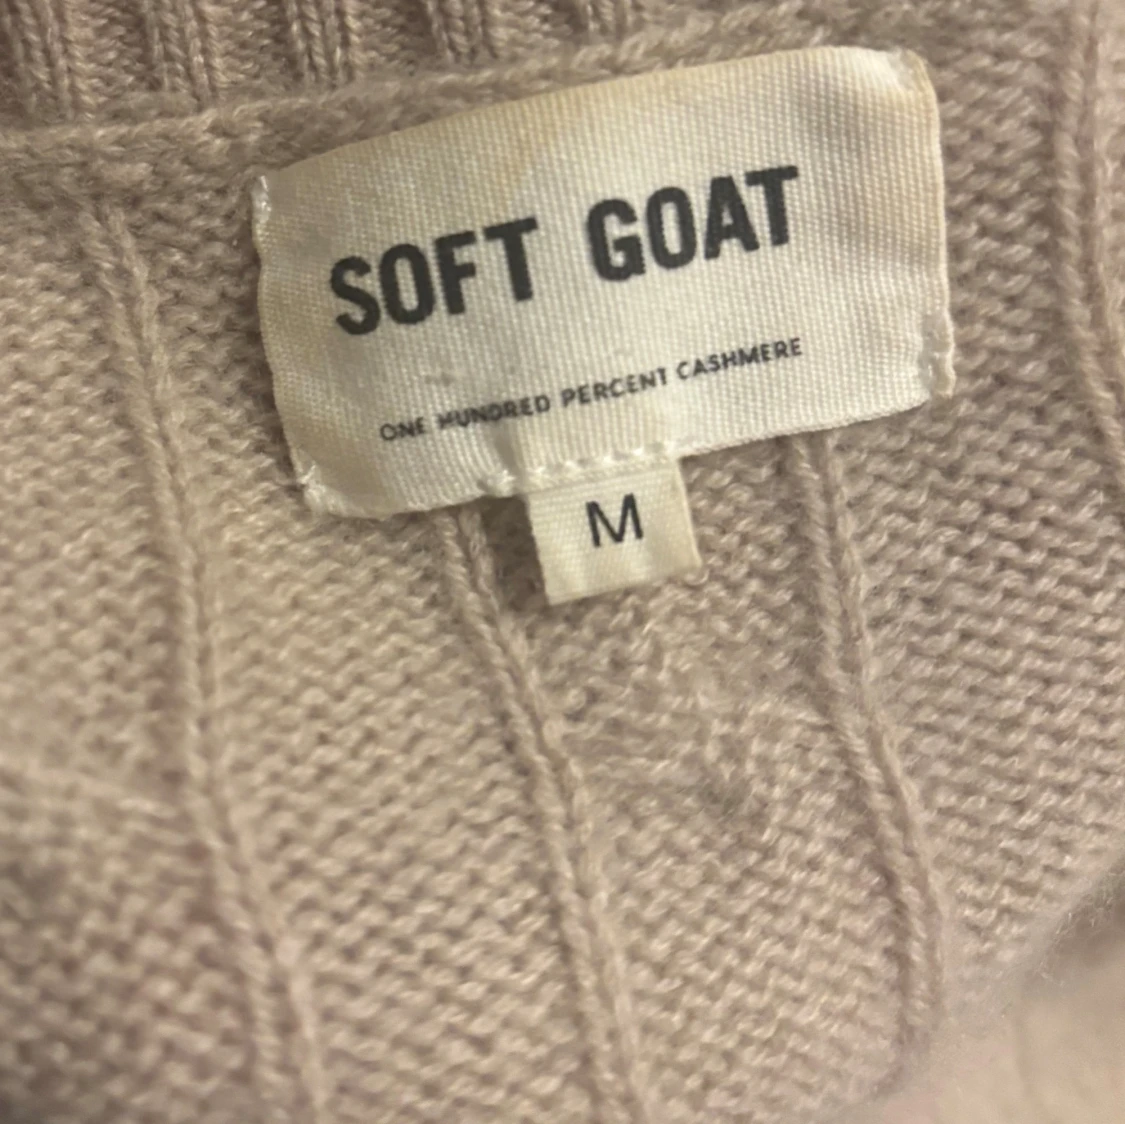 SOFT GOAT
ONE HUNDRED PERCENT CASHMERE
M